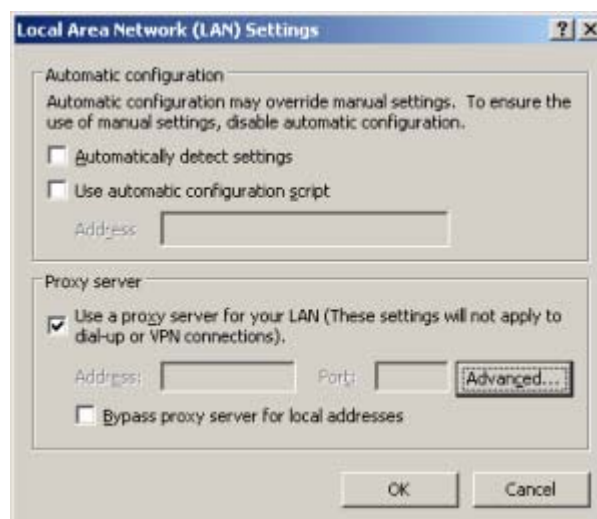 Local Area Network (LAN) Settings
Automatic configuration
Automatic configuration may override manual settings. To ensure the
use of manual settings, disable automatic configuration.
Automatically detect settings
Use automatic configuration script
Address
Proxy server
Use a proxy server for your LAN (These settings will not apply to
dial-up or VPN connections).
Address: Port: Advanced...
Bypass proxy server for local addresses
OK Cancel